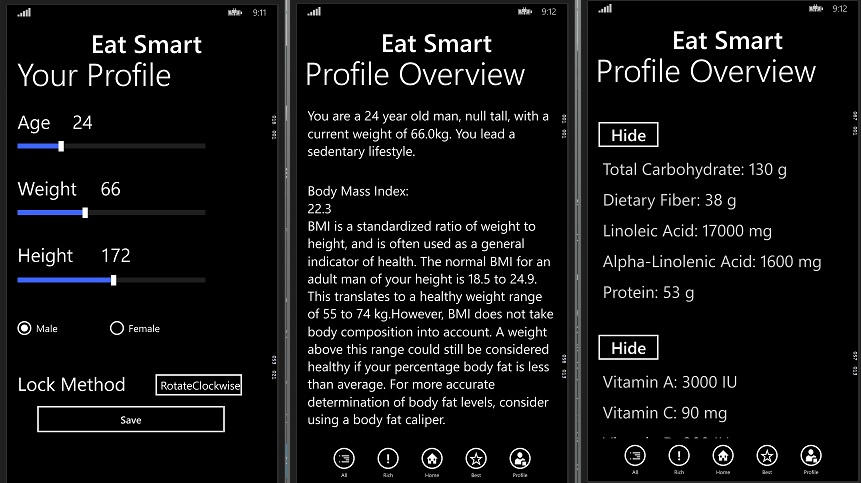 9:11
Eat Smart
Your Profile
Age 24
Weight 66
Height 172
Male Female
Lock Method RotateClockwise
Save
9:12
Eat Smart
Profile Overview
You are a 24 year old man, null tall, with a
current weight of 66.0kg. You lead a
sedentary lifestyle.
Body Mass Index:
22.3
BMI is a standardized ratio of weight to
height, and is often used as a general
indicator of health. The normal BMI for an
adult man of your height is 18.5 to 24.9.
This translates to a healthy weight range
of 55 to 74 kg.However, BMI does not take
body composition into account. A weight
above this range could still be considered
healthy if your percentage body fat is less
than average. For more accurate
determination of body fat levels, consider
using a body fat caliper.
All Rich Home Best Profile
9:12
Eat Smart
Profile Overview
Hide
Total Carbohydrate: 130 g
Dietary Fiber: 38 g
Linoleic Acid: 17000 mg
Alpha-Linolenic Acid: 1600 mg
Protein: 53 g
Hide
Vitamin A: 3000 IU
Vitamin C: 90 mg
All Rich Home Best Profile